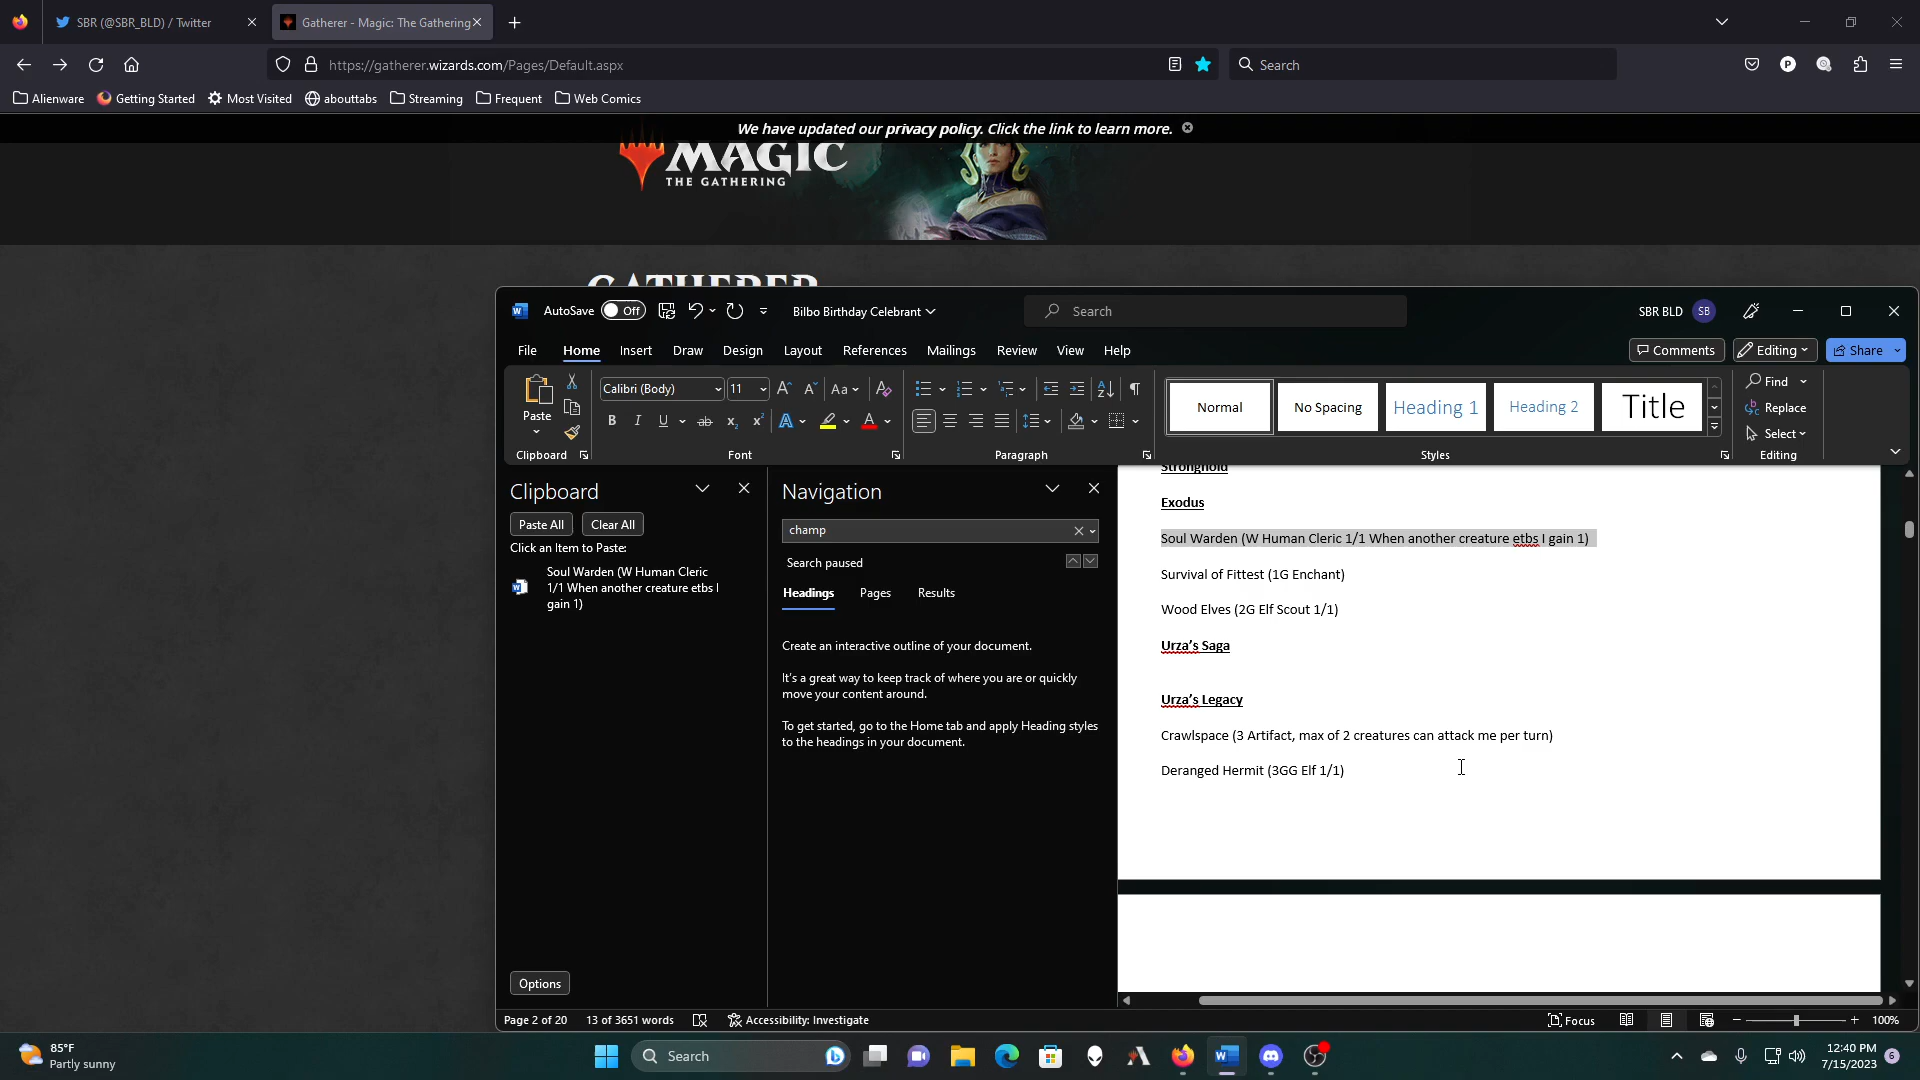 SBR (@SBR_BLD) / Twitter
Gatherer - Magic: The Gathering
https://gatherer.wizards.com/Pages/Default.aspx
Search
Alienware
Getting Started
Most Visited
abouttabs
Streaming
Frequent
Web Comics
We have updated our privacy policy. Click the link to learn more.
MAGIC
THE GATHERING
GATHERER
AutoSave
Off
Bilbo Birthday Celebrant
Search
SBR BLD
SB
File
Home
Insert
Draw
Design
Layout
References
Mailings
Review
View
Help
Comments
Editing
Share
Paste
Calibri (Body)
11
Normal
No Spacing
Heading 1
Heading 2
Title
Find
Replace
Select
Clipboard
Font
Paragraph
Styles
Editing
Clipboard
Paste All
Clear All
Click an Item to Paste:
Soul Warden (W Human Cleric
1/1 When another creature etbs I
gain 1)
Options
Navigation
champ
Search paused
Headings
Pages
Results
Create an interactive outline of your document.
It's a great way to keep track of where you are or quickly
move your content around.
To get started, go to the Home tab and apply Heading styles
to the headings in your document.
Stronghold
Exodus
Soul Warden (W Human Cleric 1/1 When another creature etbs I gain 1)
Survival of Fittest (1G Enchant)
Wood Elves (2G Elf Scout 1/1)
Urza's Saga
Urza's Legacy
Crawlspace (3 Artifact, max of 2 creatures can attack me per turn)
Deranged Hermit (3GG Elf 1/1)
Page 2 of 20
13 of 3651 words
Accessibility: Investigate
Focus
100%
85°F
Partly sunny
Search
12:40 PM
7/15/2023
6